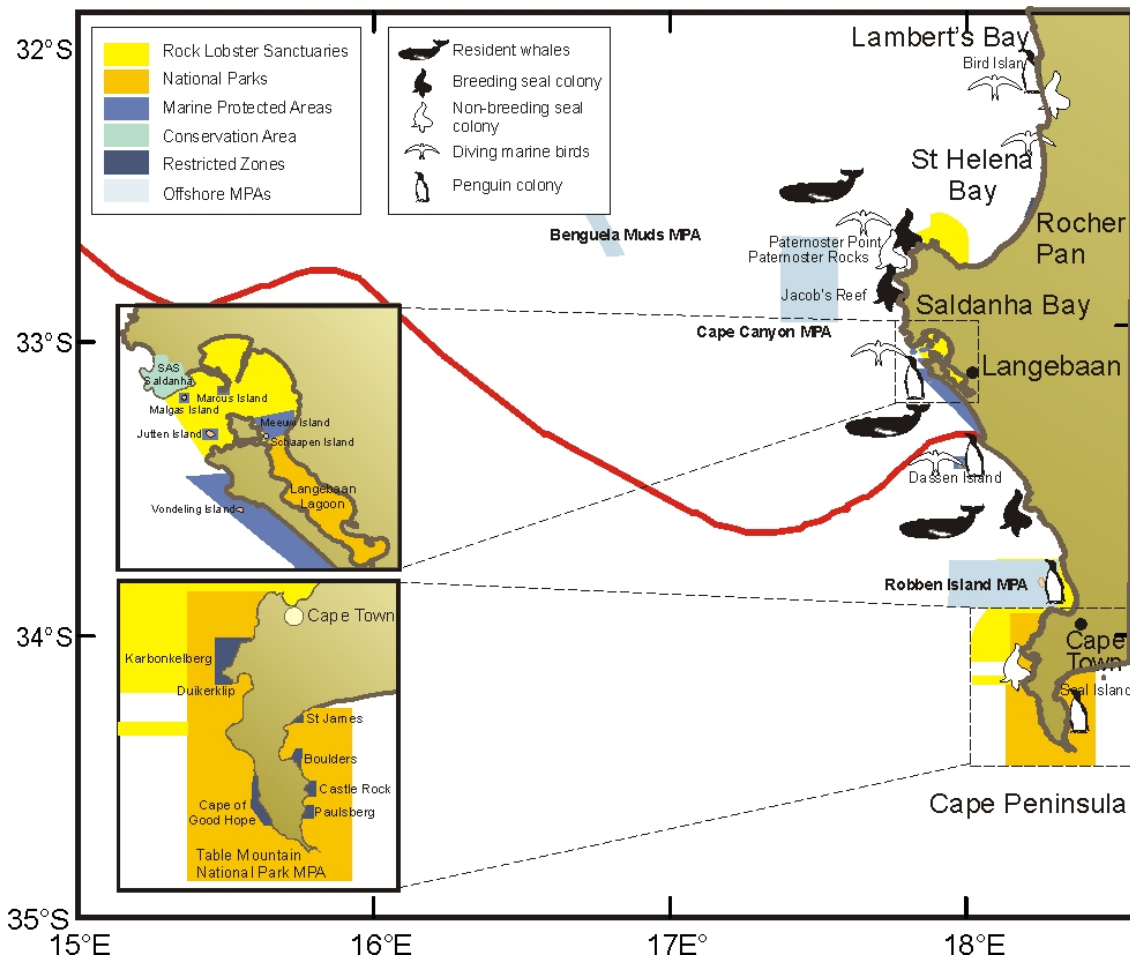 32°S
33°S
34°S
35°S
15°E
16°E
17E°
18°E
Rock Lobster Sanctuaries
National Parks
Marine Protected Areas
Conservation Area
Restricted Zones
Offshore MPAs
Resident whales
Breeding seal colony
Non-breeding seal
colony
Diving marine birds
Penguin colony
Lambert's Bay
Bird Islan
St Helena
Bay
Rocher
Pan
Benguela Muds MPA
Paternoster Point
Paternoster Rocks
Jacob's Reef
Saldanha Bay
Cape Canyon MPA
Langebaan
Dassen Island
Robben Island MPA
Cape
Town
Seal Island
Cape Peninsula
SAS
Saldanha
Marcus Island
Malgas Island
Meeuw Island
Jutten Island
Schaapen Island
Langebaan
Lagoon
Vondeling Island
Cape Town
Karbonkelberg
Duikerklip
St James
Boulders
Castle Rock
Cape of
Good Hope
Paulsberg
Table Mountain
National Park MPA